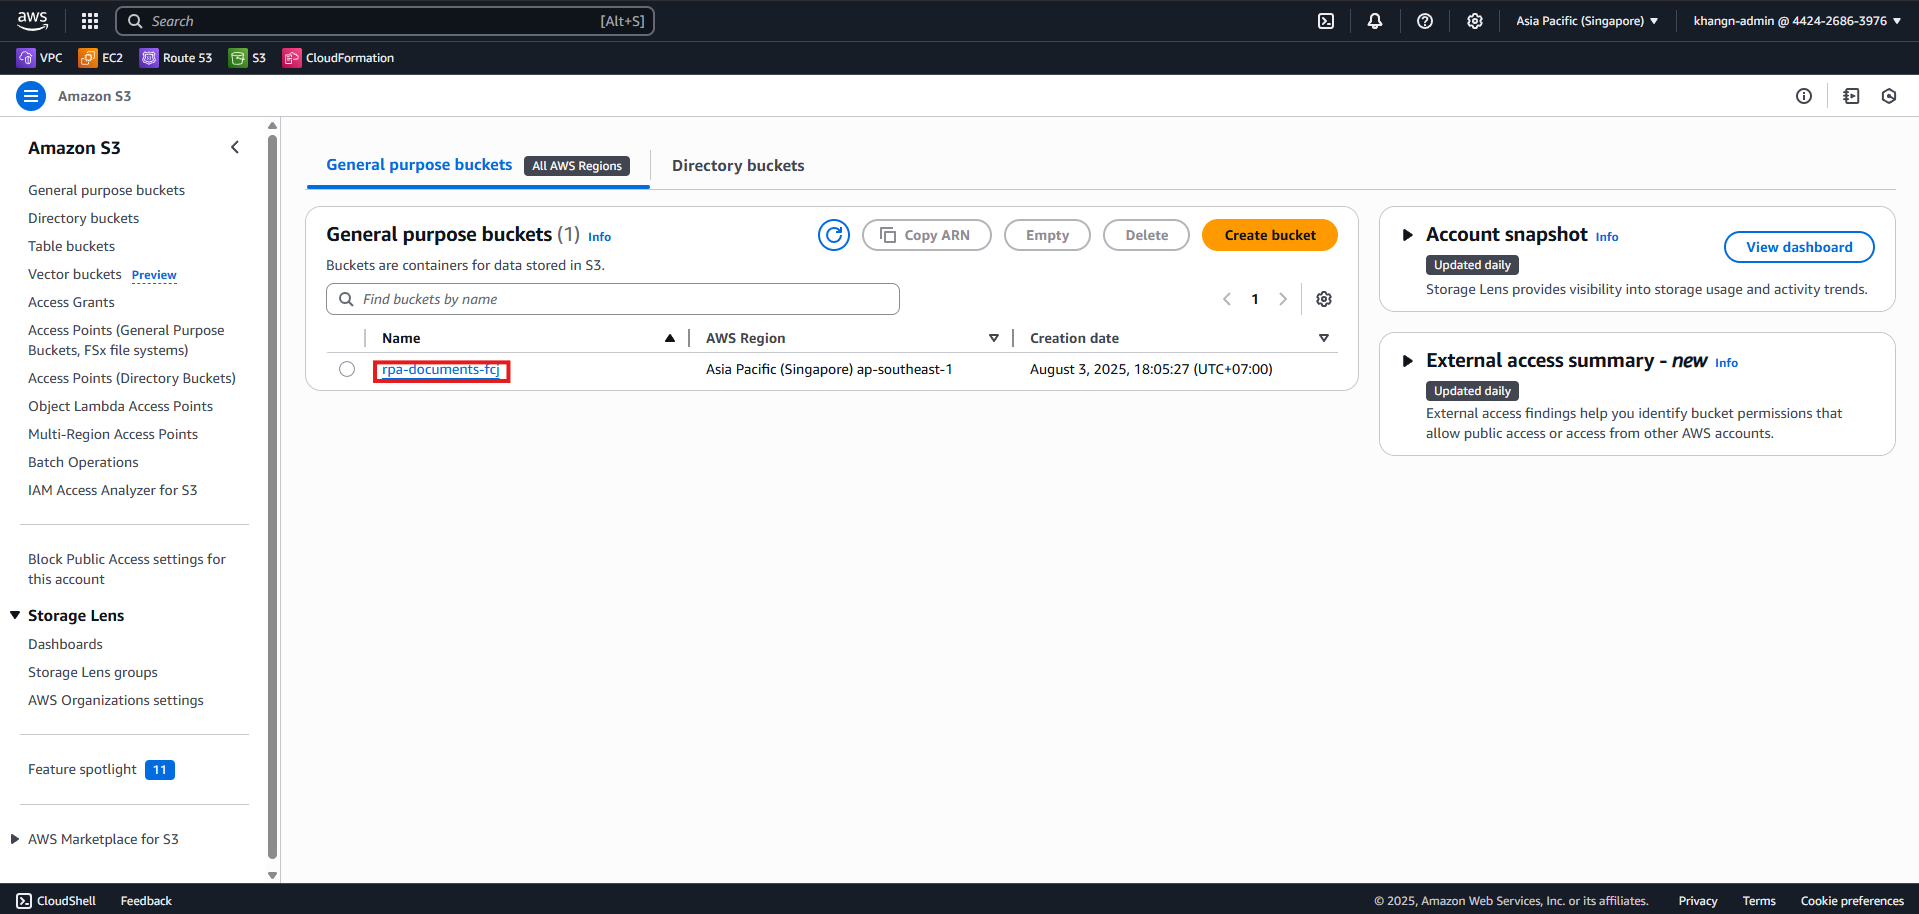 aws
Search [Alt+S]
Asia Pacific (Singapore) khangn-admin @ 4424-2686-3976
VPC EC2 Route 53 S3 CloudFormation
Amazon S3
Amazon S3
General purpose buckets
Directory buckets
Table buckets
Vector buckets Preview
Access Grants
Access Points (General Purpose
Buckets, FSx file systems)
Access Points (Directory Buckets)
Object Lambda Access Points
Multi-Region Access Points
Batch Operations
IAM Access Analyzer for S3
Block Public Access settings for
this account
Storage Lens
Dashboards
Storage Lens groups
AWS Organizations settings
Feature spotlight 11
AWS Marketplace for S3
General purpose buckets All AWS Regions Directory buckets
General purpose buckets (1) Info
Copy ARN Empty Delete Create bucket
Buckets are containers for data stored in S3.
Find buckets by name
1
Name AWS Region Creation date
rpa-documents-fcj Asia Pacific (Singapore) ap-southeast-1 August 3, 2025, 18:05:27 (UTC+07:00)
Account snapshot Info
View dashboard
Updated daily
Storage Lens provides visibility into storage usage and activity trends.
External access summary - new Info
Updated daily
External access findings help you identify bucket permissions that
allow public access or access from other AWS accounts.
CloudShell Feedback
© 2025, Amazon Web Services, Inc. or its affiliates. Privacy Terms Cookie preferences